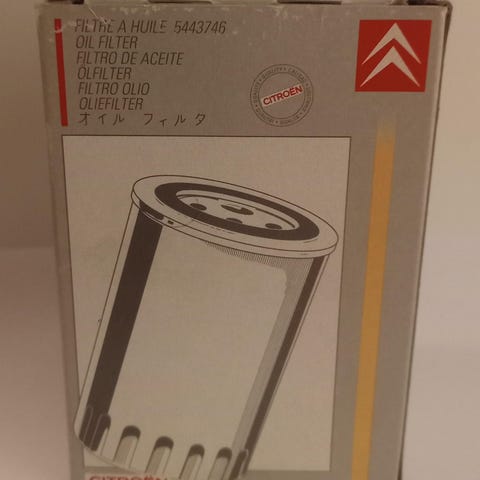 FILTRE A HUILE 5443746
OIL FILTER
FILTRO DE ACEITE
ÖLFILTER
FILTRO OLIO
OLIEFILTER
オイル フィルタ
CITROËN
CITROËN